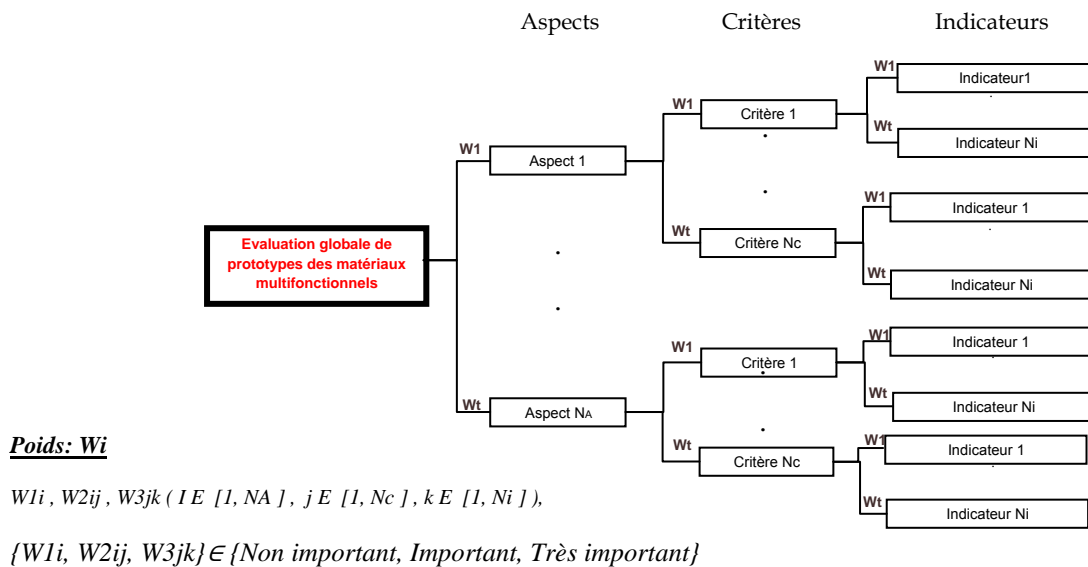 Aspects Critères Indicateurs
W1 Indicateur1
W1 Critère 1
Wt Indicateur Ni
W1 Aspect 1
W1 Indicateur 1
Wt Critère Nc
Wt Indicateur Ni
Evaluation globale de
prototypes des matériaux
multifonctionnels
W1 Indicateur 1
W1 Critère 1
Wt Indicateur Ni
Wt Aspect NA
W1 Indicateur 1
Wt Critère Nc
Wt Indicateur Ni
Poids: Wi
W1i , W2ij , W3jk ( I E [1, NA ] , j E [1, Nc ] , k E [1, Ni ] ),
{W1i, W2ij, W3jk}∈ {Non important, Important, Très important}